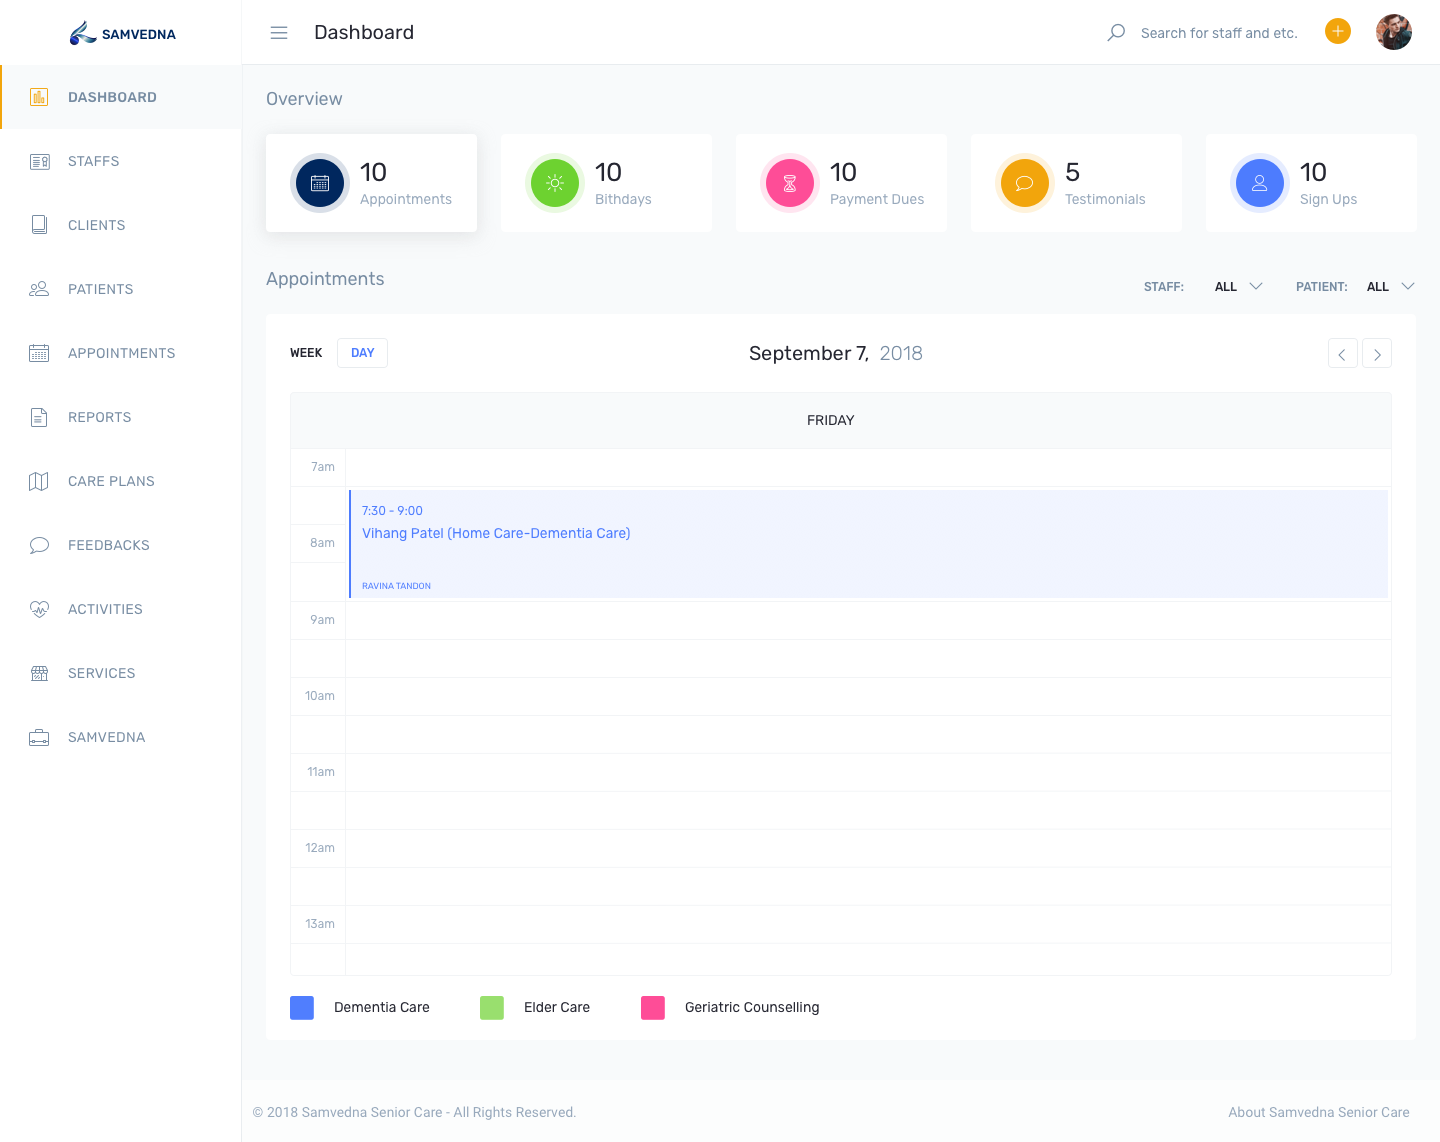 SAMVEDNA
Dashboard
Search for staff and etc.
DASHBOARD
STAFFS
CLIENTS
PATIENTS
APPOINTMENTS
REPORTS
CARE PLANS
FEEDBACKS
ACTIVITIES
SERVICES
SAMVEDNA
Overview
10
Appointments
10
Bithdays
10
Payment Dues
5
Testimonials
10
Sign Ups
Appointments
STAFF: ALL
PATIENT: ALL
WEEK DAY
September 7, 2018
FRIDAY
7am
7:30 - 9:00
Vihang Patel (Home Care-Dementia Care)
8am
RAVINA TANDON
9am
10am
11am
12am
13am
Dementia Care
Elder Care
Geriatric Counselling
© 2018 Samvedna Senior Care - All Rights Reserved.
About Samvedna Senior Care